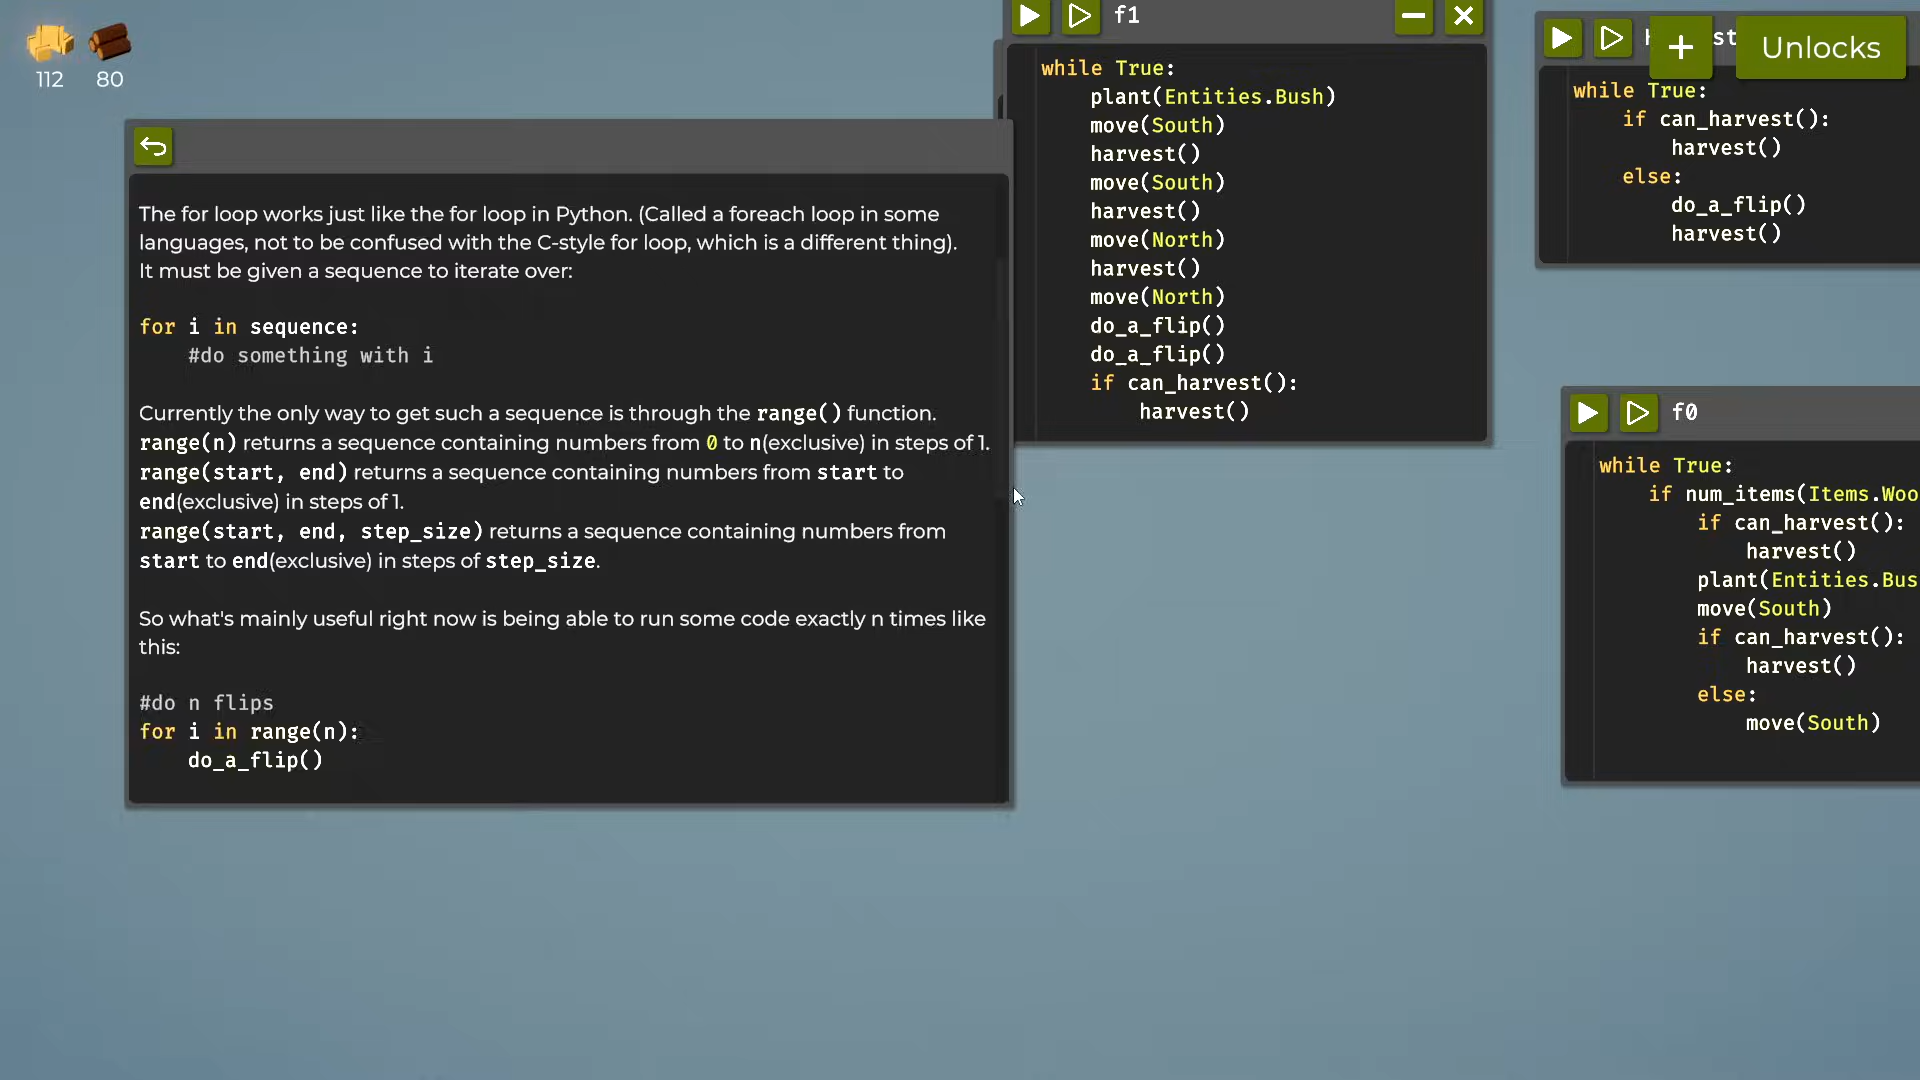 112 80
The for loop works just like the for loop in Python. (Called a foreach loop in some
languages, not to be confused with the C-style for loop, which is a different thing).
It must be given a sequence to iterate over:
for i in sequence:
#do something with i
Currently the only way to get such a sequence is through the range() function.
range(n) returns a sequence containing numbers from 0 to n(exclusive) in steps of 1.
range(start, end) returns a sequence containing numbers from start to
end(exclusive) in steps of 1.
range(start, end, step_size) returns a sequence containing numbers from
start to end(exclusive) in steps of step_size.
So what's mainly useful right now is being able to run some code exactly n times like
this:
#do n flips
for i in range(n):
do_a_flip()
f1
while True:
plant(Entities.Bush)
move(South)
harvest()
move(South)
harvest()
move(North)
harvest()
move(North)
do_a_flip()
do_a_flip()
if can_harvest():
harvest()
+ Unlocks
while True:
if can_harvest():
harvest()
else:
do_a_flip()
harvest()
f0
while True:
if num_items(Items.Woo
if can_harvest():
harvest()
plant(Entities.Bus
move(South)
if can_harvest():
harvest()
else:
move(South)